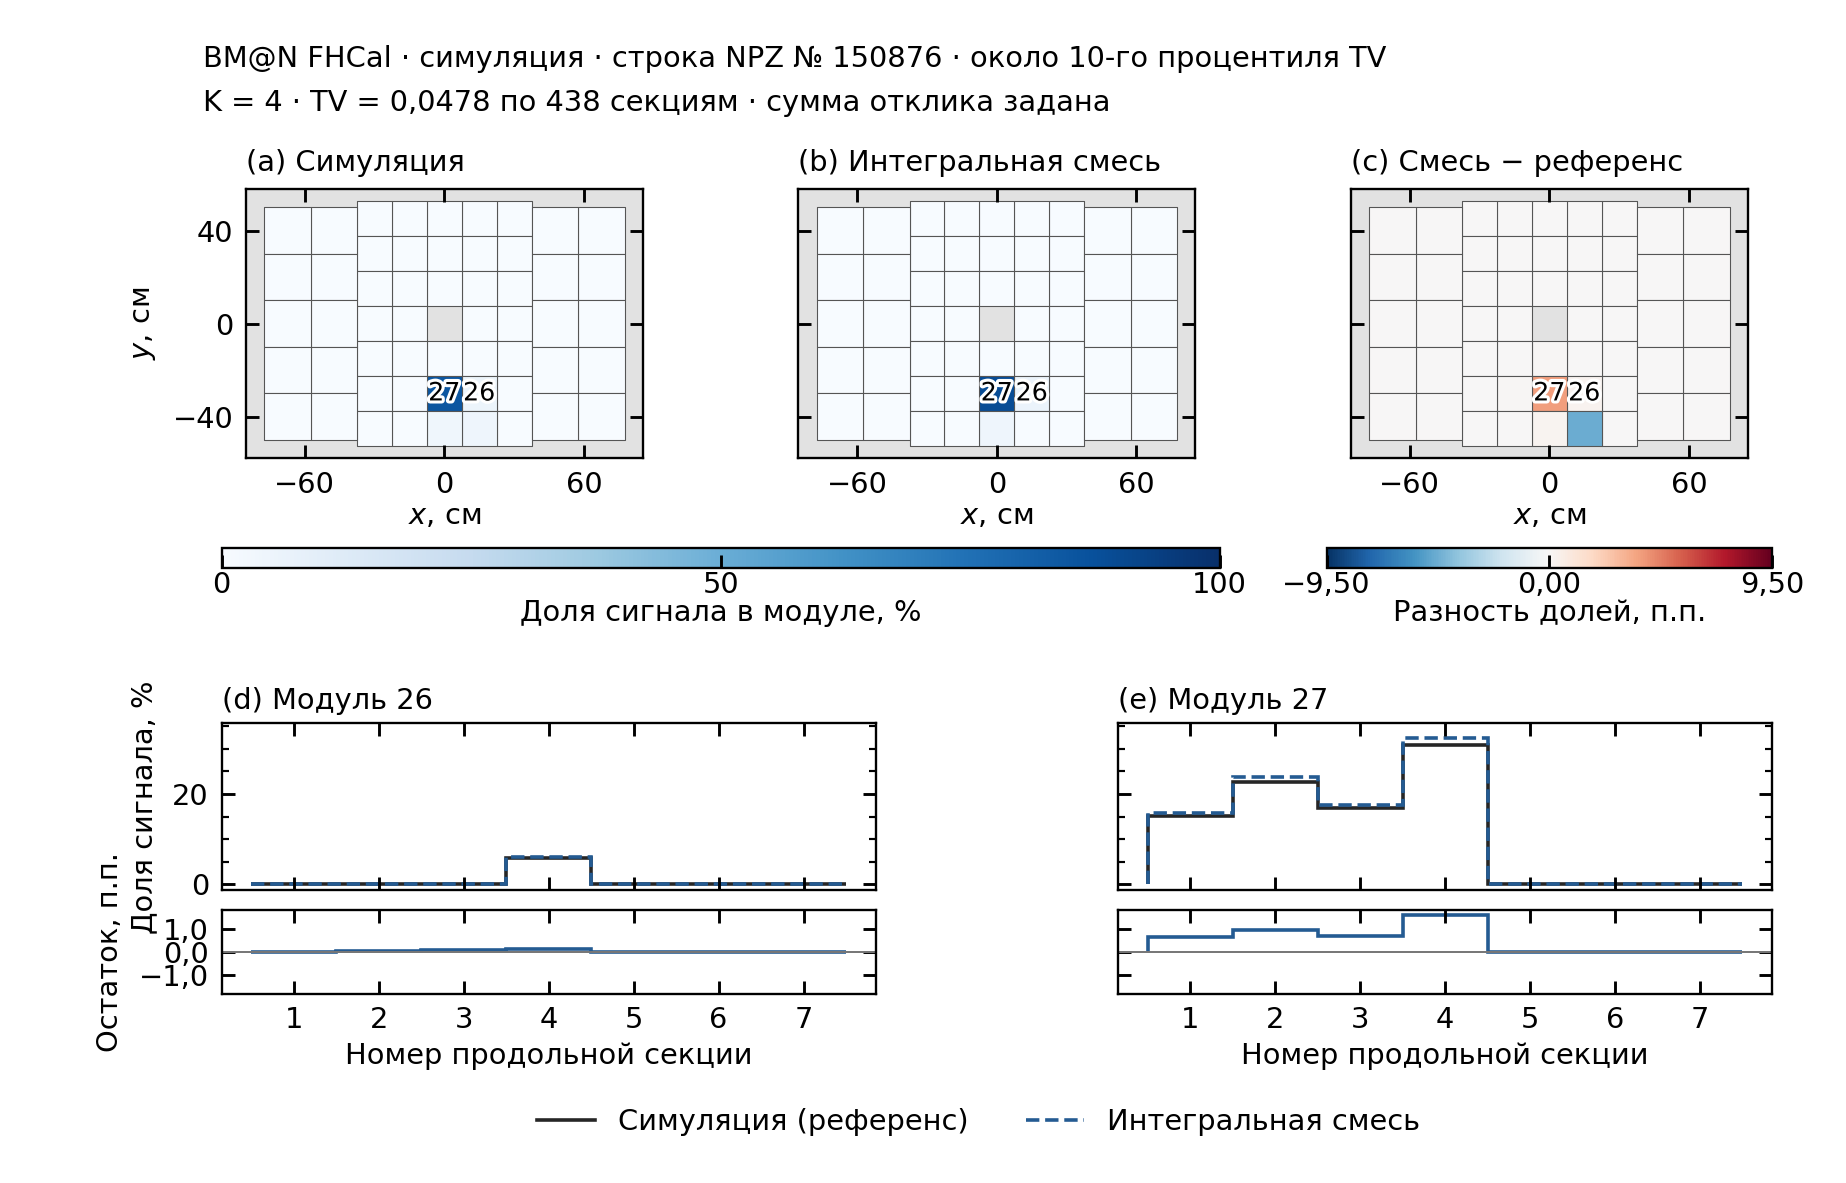 BM@N FHCal · симуляция · строка NPZ № 150876 · около 10-го процентиля TV
K = 4 · TV = 0,0478 по 438 секциям · сумма отклика задана
(a) Симуляция
(b) Интегральная смесь
(c) Смесь − референс
40
0
−40
y, см
27 26
27 26
27 26
−60 0 60
−60 0 60
−60 0 60
x, см
x, см
x, см
0 50 100
−9,50 0,00 9,50
Доля сигнала в модуле, %
Разность долей, п.п.
(d) Модуль 26
(e) Модуль 27
Доля сигнала, %
20
0
Остаток, п.п.
1,0
0,0
−1,0
1 2 3 4 5 6 7
1 2 3 4 5 6 7
Номер продольной секции
Номер продольной секции
Симуляция (референс)
Интегральная смесь